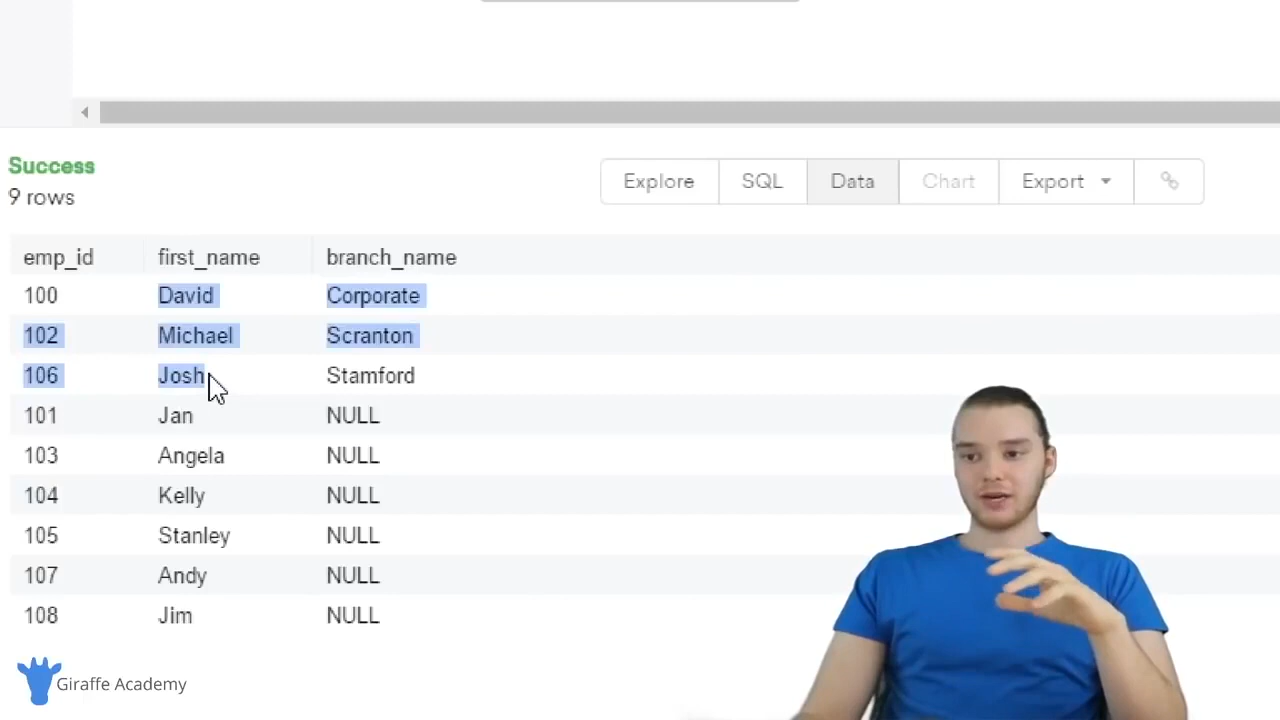 Success
9 rows
Explore SQL Data Chart Export
emp_id first_name branch_name
100 David Corporate
102 Michael Scranton
106 Josh Stamford
101 Jan NULL
103 Angela NULL
104 Kelly NULL
105 Stanley NULL
107 Andy NULL
108 Jim NULL
Giraffe Academy